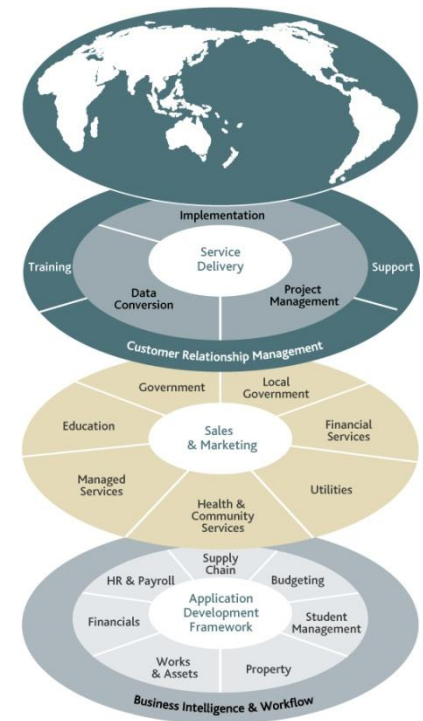 Implementation
Service
Delivery
Training
Support
Data
Conversion
Project
Management
Customer Relationship Management
Government
Local
Government
Education
Sales
& Marketing
Financial
Services
Managed
Services
Utilities
Health &
Community
Services
Supply
Chain
HR & Payroll
Budgeting
Application
Development
Framework
Financials
Student
Management
Works
& Assets
Property
Business Intelligence & Workflow